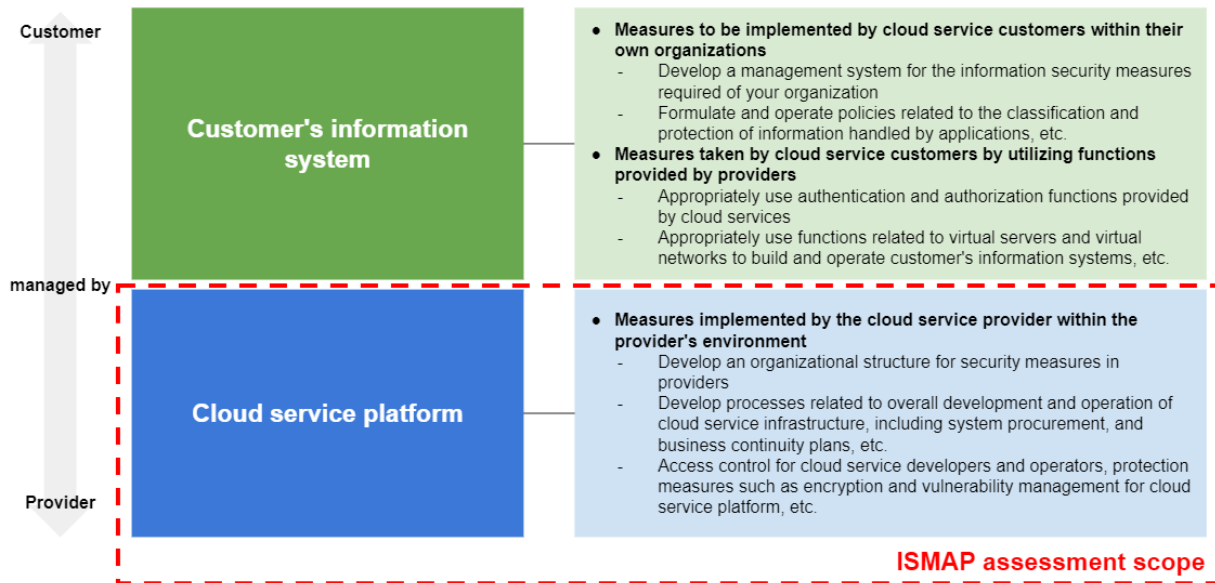 Customer
managed by
Provider
Customer's information
system
● Measures to be implemented by cloud service customers within their
own organizations
- Develop a management system for the information security measures
required of your organization
- Formulate and operate policies related to the classification and
protection of information handled by applications, etc.
● Measures taken by cloud service customers by utilizing functions
provided by providers
- Appropriately use authentication and authorization functions provided
by cloud services
- Appropriately use functions related to virtual servers and virtual
networks to build and operate customer's information systems, etc.
Cloud service platform
● Measures implemented by the cloud service provider within the
provider's environment
- Develop an organizational structure for security measures in
providers
- Develop processes related to overall development and operation of
cloud service infrastructure, including system procurement, and
business continuity plans, etc.
- Access control for cloud service developers and operators, protection
measures such as encryption and vulnerability management for cloud
service platform, etc.
ISMAP assessment scope